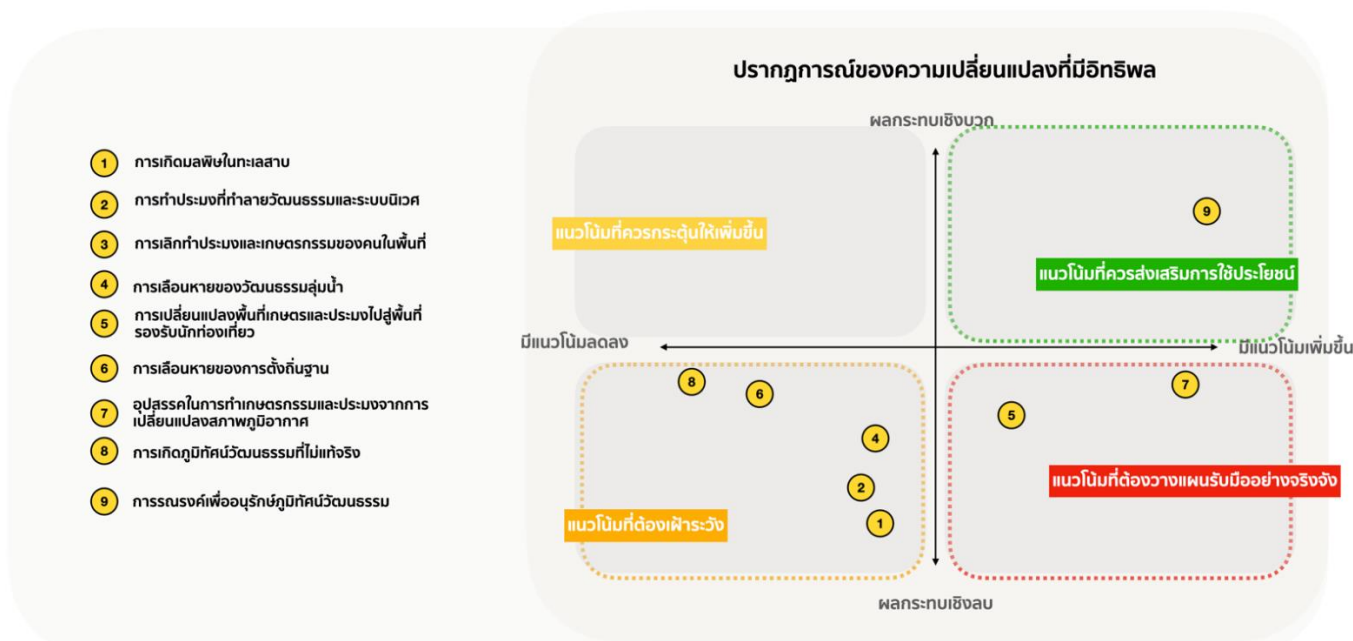 ปรากฏการณ์ของความเปลี่ยนแปลงที่มีอิทธิพล
1 การเกิดมลพิษในทะเลสาบ
2 การทำประมงที่ทำลายวัฒนธรรมและระบบนิเวศ
3 การเลิกทำประมงและเกษตรกรรมของคนในพื้นที่
4 การเลือนหายของวัฒนธรรมลุ่มน้ำ
5 การเปลี่ยนแปลงพื้นที่เกษตรและประมงไปสู่พื้นที่
รองรับนักท่องเที่ยว
6 การเลือนหายของการตั้งถิ่นฐาน
7 อุปสรรคในการทำเกษตรกรรมและประมงจากการ
เปลี่ยนแปลงสภาพภูมิอากาศ
8 การเกิดภูมิทัศน์วัฒนธรรมที่ไม่แท้จริง
9 การรณรงค์เพื่ออนุรักษ์ภูมิทัศน์วัฒนธรรม
ผลกระทบเชิงบวก
9
แนวโน้มที่ควรกระตุ้นให้เพิ่มขึ้น
แนวโน้มที่ควรส่งเสริมการใช้ประโยชน์
มีแนวโน้มลดลง
มีแนวโน้มเพิ่มขึ้น
8
6
7
5
4
2
1
แนวโน้มที่ต้องวางแผนรับมืออย่างจริงจัง
แนวโน้มที่ต้องเฝ้าระวัง
ผลกระทบเชิงลบ